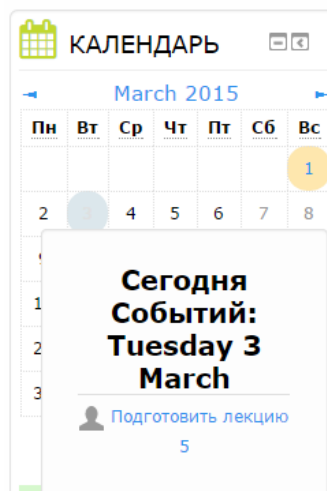 КАЛЕНДАРЬ
March 2015
Пн Вт Ср Чт Пт Сб Вс
1
2 3 4 5 6 7 8
Сегодня
Событий:
Tuesday 3
March
Подготовить лекцию
5